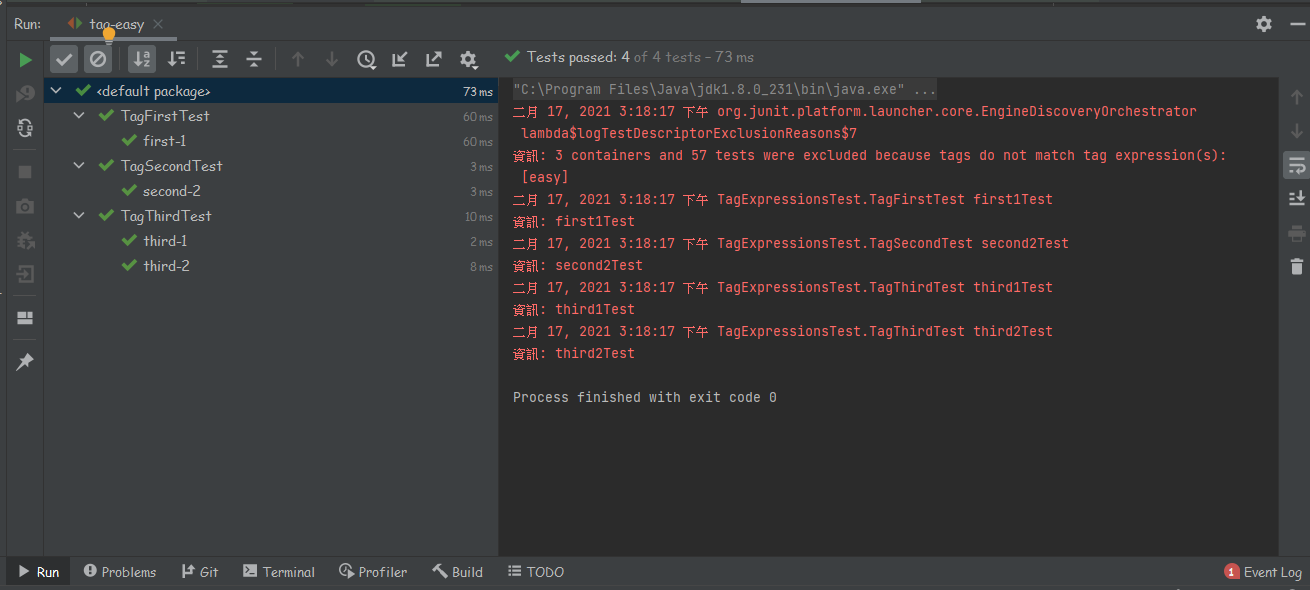 Run: tag-easy
Tests passed: 4 of 4 tests – 73 ms
<default package> 73 ms
TagFirstTest 60 ms
first-1 60 ms
TagSecondTest 3 ms
second-2 3 ms
TagThirdTest 10 ms
third-1 2 ms
third-2 8 ms
"C:\Program Files\Java\jdk1.8.0_231\bin\java.exe" ...
二月 17, 2021 3:18:17 下午 org.junit.platform.launcher.core.EngineDiscoveryOrchestrator
lambda$logTestDescriptorExclusionReasons$7
資訊: 3 containers and 57 tests were excluded because tags do not match tag expression(s):
[easy]
二月 17, 2021 3:18:17 下午 TagExpressionsTest.TagFirstTest first1Test
資訊: first1Test
二月 17, 2021 3:18:17 下午 TagExpressionsTest.TagSecondTest second2Test
資訊: second2Test
二月 17, 2021 3:18:17 下午 TagExpressionsTest.TagThirdTest third1Test
資訊: third1Test
二月 17, 2021 3:18:17 下午 TagExpressionsTest.TagThirdTest third2Test
資訊: third2Test
Process finished with exit code 0
Run Problems Git Terminal Profiler Build TODO 1 Event Log